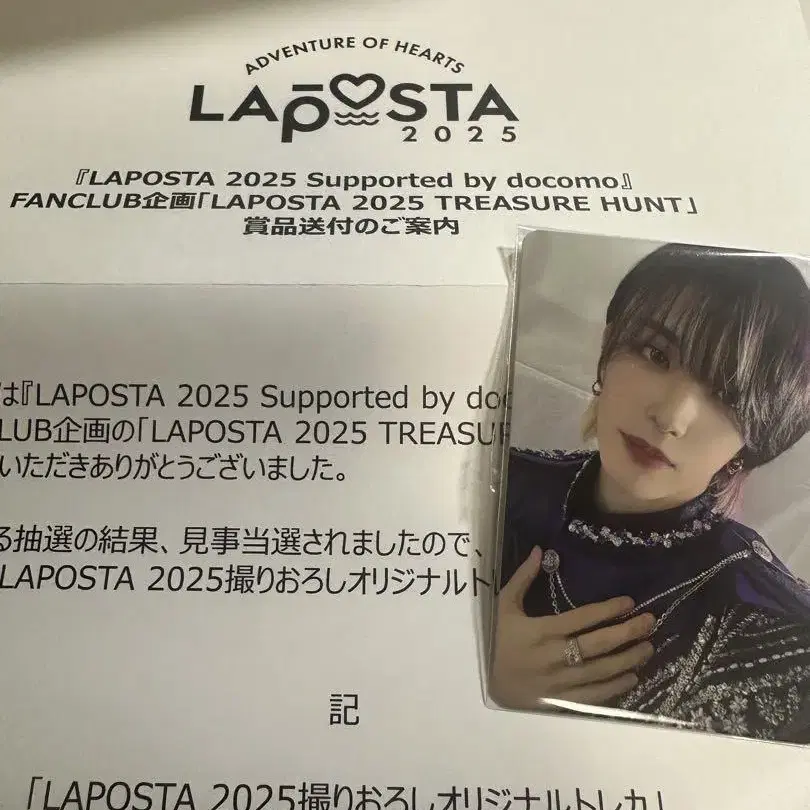 ADVENTURE OF HEARTS
LAPOSTA
2025
『LAPOSTA 2025 Supported by docomo』
FANCLUB企画「LAPOSTA 2025 TREASURE HUNT」
賞品送付のご案内
は『LAPOSTA 2025 Supported by do
LUB企画の「LAPOSTA 2025 TREASU
いただきありがとうございました。
る抽選の結果、見事当選されましたので、
LAPOSTA 2025撮りおろしオリジナルト
記
「LAPOSTA 2025撮りおろしオリジナルトレカ」